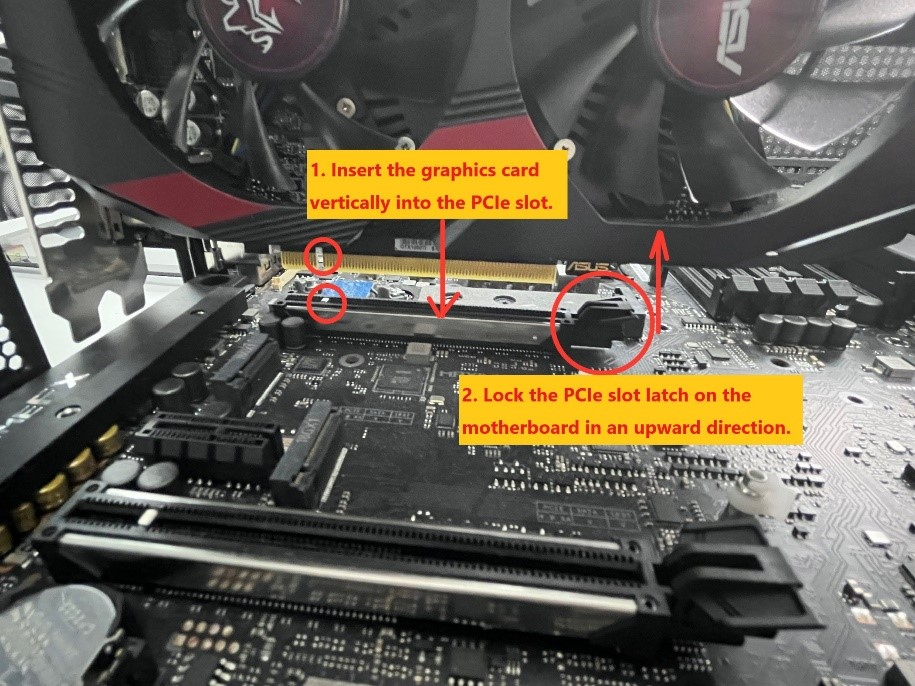 1. Insert the graphics card
vertically into the PCIe slot.
ASUS
2. Lock the PCIe slot latch on the
motherboard in an upward direction.